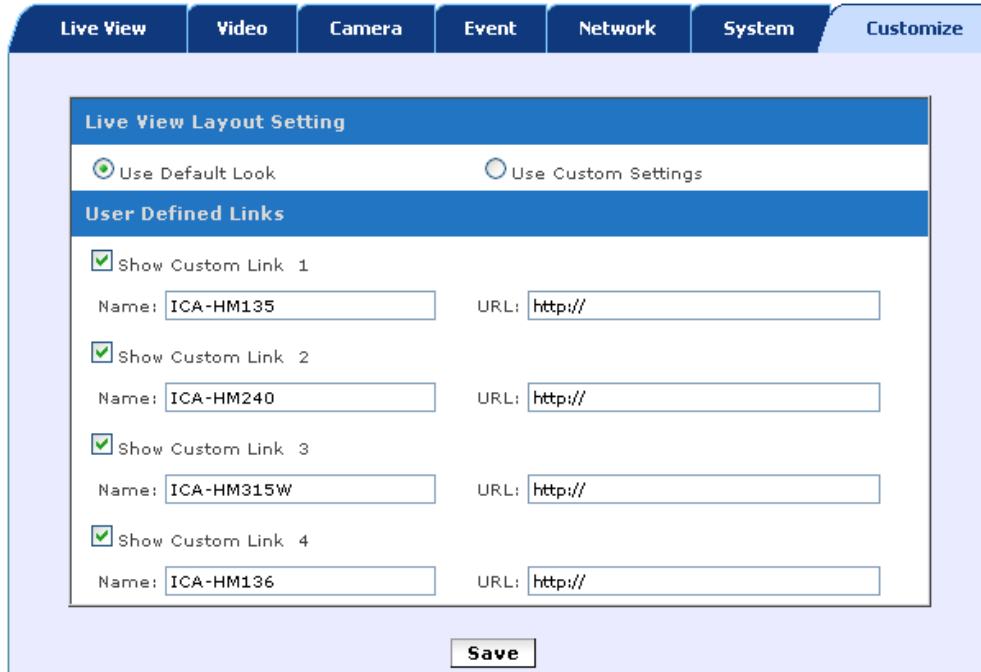 Live View Video Camera Event Network System Customize
Live View Layout Setting
Use Default Look Use Custom Settings
User Defined Links
Show Custom Link 1
Name: ICA-HM135 URL: http://
Show Custom Link 2
Name: ICA-HM240 URL: http://
Show Custom Link 3
Name: ICA-HM315W URL: http://
Show Custom Link 4
Name: ICA-HM136 URL: http://
Save